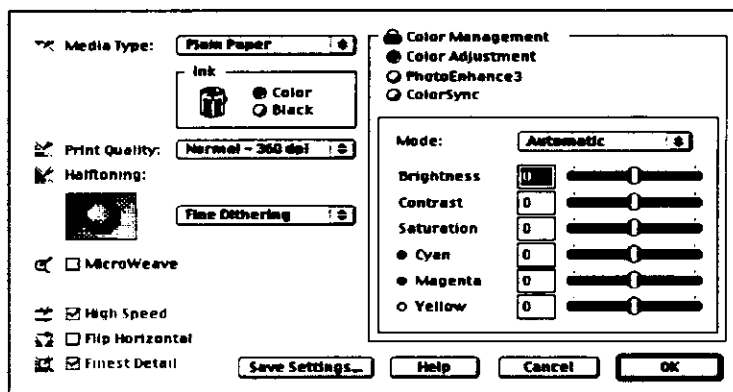 Media Type: Plain Paper
Ink
Color
Black
Print Quality: Normal - 360 dpi
Halftoning:
Fine Dithering
MicroWeave
High Speed
Flip Horizontal
Finest Detail
Color Management
Color Adjustment
PhotoEnhance3
ColorSync
Mode: Automatic
Brightness 0
Contrast 0
Saturation 0
Cyan 0
Magenta 0
Yellow 0
Save Settings... Help Cancel OK